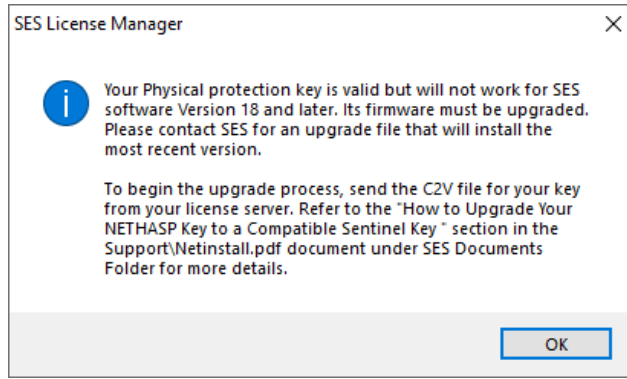 SES License Manager
Your Physical protection key is valid but will not work for SES
software Version 18 and later. Its firmware must be upgraded.
Please contact SES for an upgrade file that will install the
most recent version.
To begin the upgrade process, send the C2V file for your key
from your license server. Refer to the "How to Upgrade Your
NETHASP Key to a Compatible Sentinel Key " section in the
Support\Netinstall.pdf document under SES Documents
Folder for more details.
OK